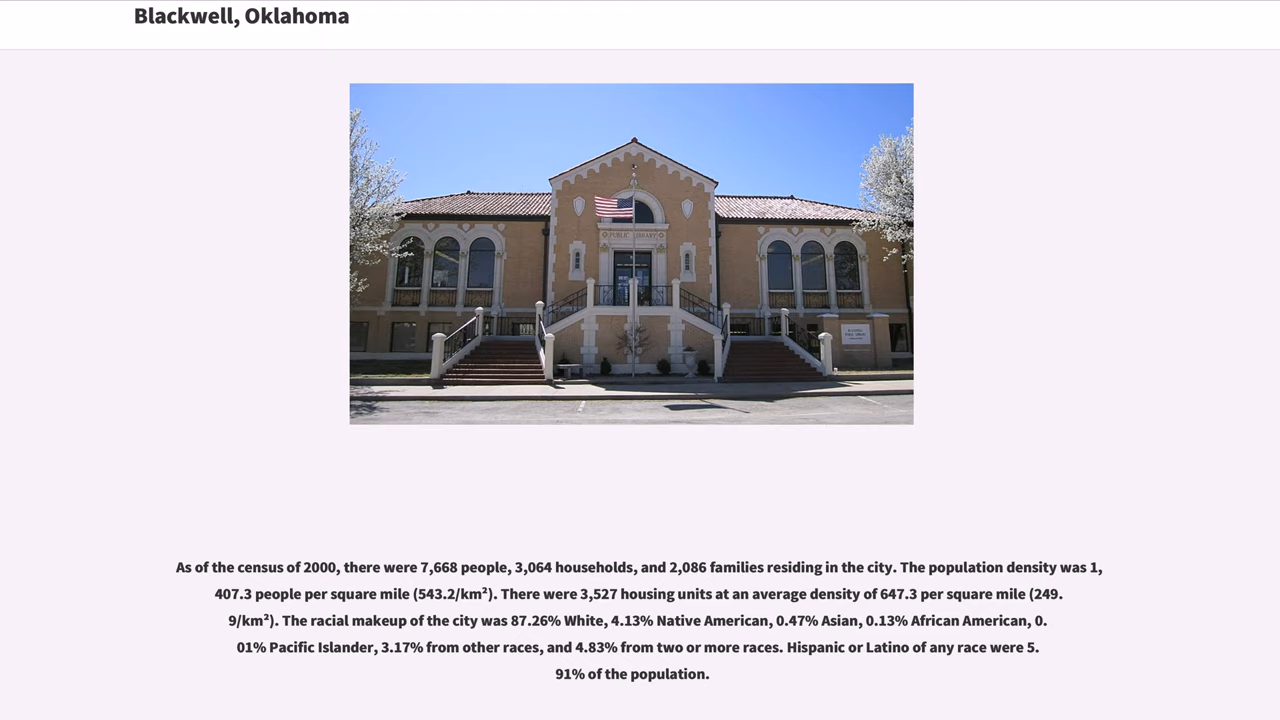 Blackwell, Oklahoma
PUBLIC LIBRARY
As of the census of 2000, there were 7,668 people, 3,064 households, and 2,086 families residing in the city. The population density was 1,
407.3 people per square mile (543.2/km²). There were 3,527 housing units at an average density of 647.3 per square mile (249.
9/km²). The racial makeup of the city was 87.26% White, 4.13% Native American, 0.47% Asian, 0.13% African American, 0.
01% Pacific Islander, 3.17% from other races, and 4.83% from two or more races. Hispanic or Latino of any race were 5.
91% of the population.